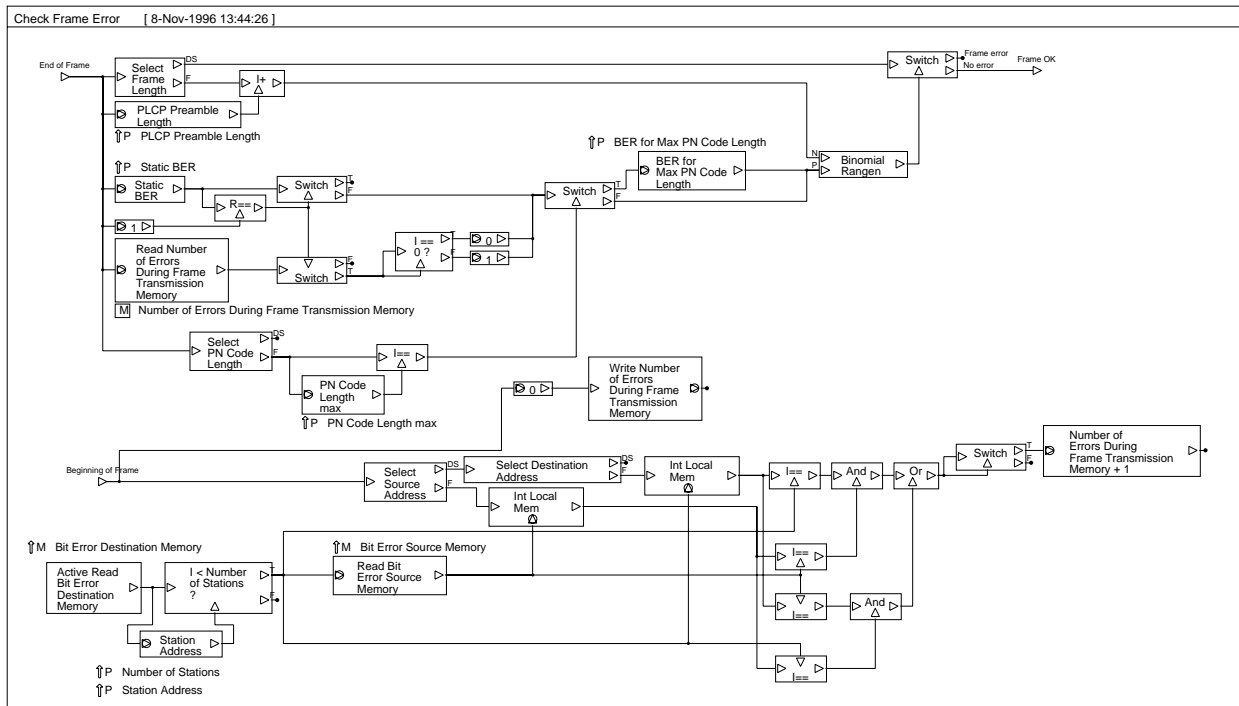 Check Frame Error [ 8-Nov-1996 13:44:26 ]
End of Frame
Select
Frame
Length
DS
F
I+
Switch
Frame error
No error
Frame OK
PLCP Preamble
Length
P PLCP Preamble Length
P BER for Max PN Code Length
P Static BER
Static
BER
Switch
T
F
R==
1
Switch
T
F
BER for
Max PN Code
Length
N
P
Binomial
Rangen
Read Number
of Errors
During Frame
Transmission
Memory
F
T
Switch
I ==
0 ?
T
F
0
1
M Number of Errors During Frame Transmission Memory
Select
PN Code
Length
DS
F
I==
PN Code
Length
max
P PN Code Length max
0
Write Number
of Errors
During Frame
Transmission
Memory
Beginning of Frame
Select
Source
Address
DS
F
Select Destination
Address
DS
F
Int Local
Mem
Int Local
Mem
I==
And
Or
Switch
T
F
Number of
Errors During
Frame Transmission
Memory + 1
M Bit Error Destination Memory
Active Read
Bit Error
Destination
Memory
I < Number
of Stations
?
T
F
M Bit Error Source Memory
Read Bit
Error Source
Memory
I==
I==
And
I==
Station
Address
P Number of Stations
P Station Address